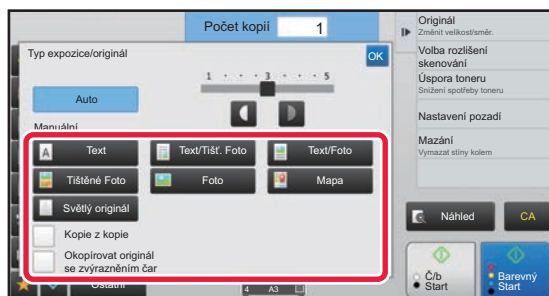 Počet kopií 1
Typ expozice/originál
OK
1 3 5
Auto
Manuální
Text
Text/Tišť. Foto
Text/Foto
Tištěné Foto
Foto
Mapa
Světlý originál
Kopie z kopie
Okopírovat originál
se zvýrazněním čar
Ostatní
4 A3
Originál
Změnit velikost/směr.
Volba rozlišení
skenování
Úspora toneru
Snížení spotřeby toneru
Nastavení pozadí
Mazání
Vymazat stíny kolem
Náhled
CA
Č/b
Start
Barevný
Start